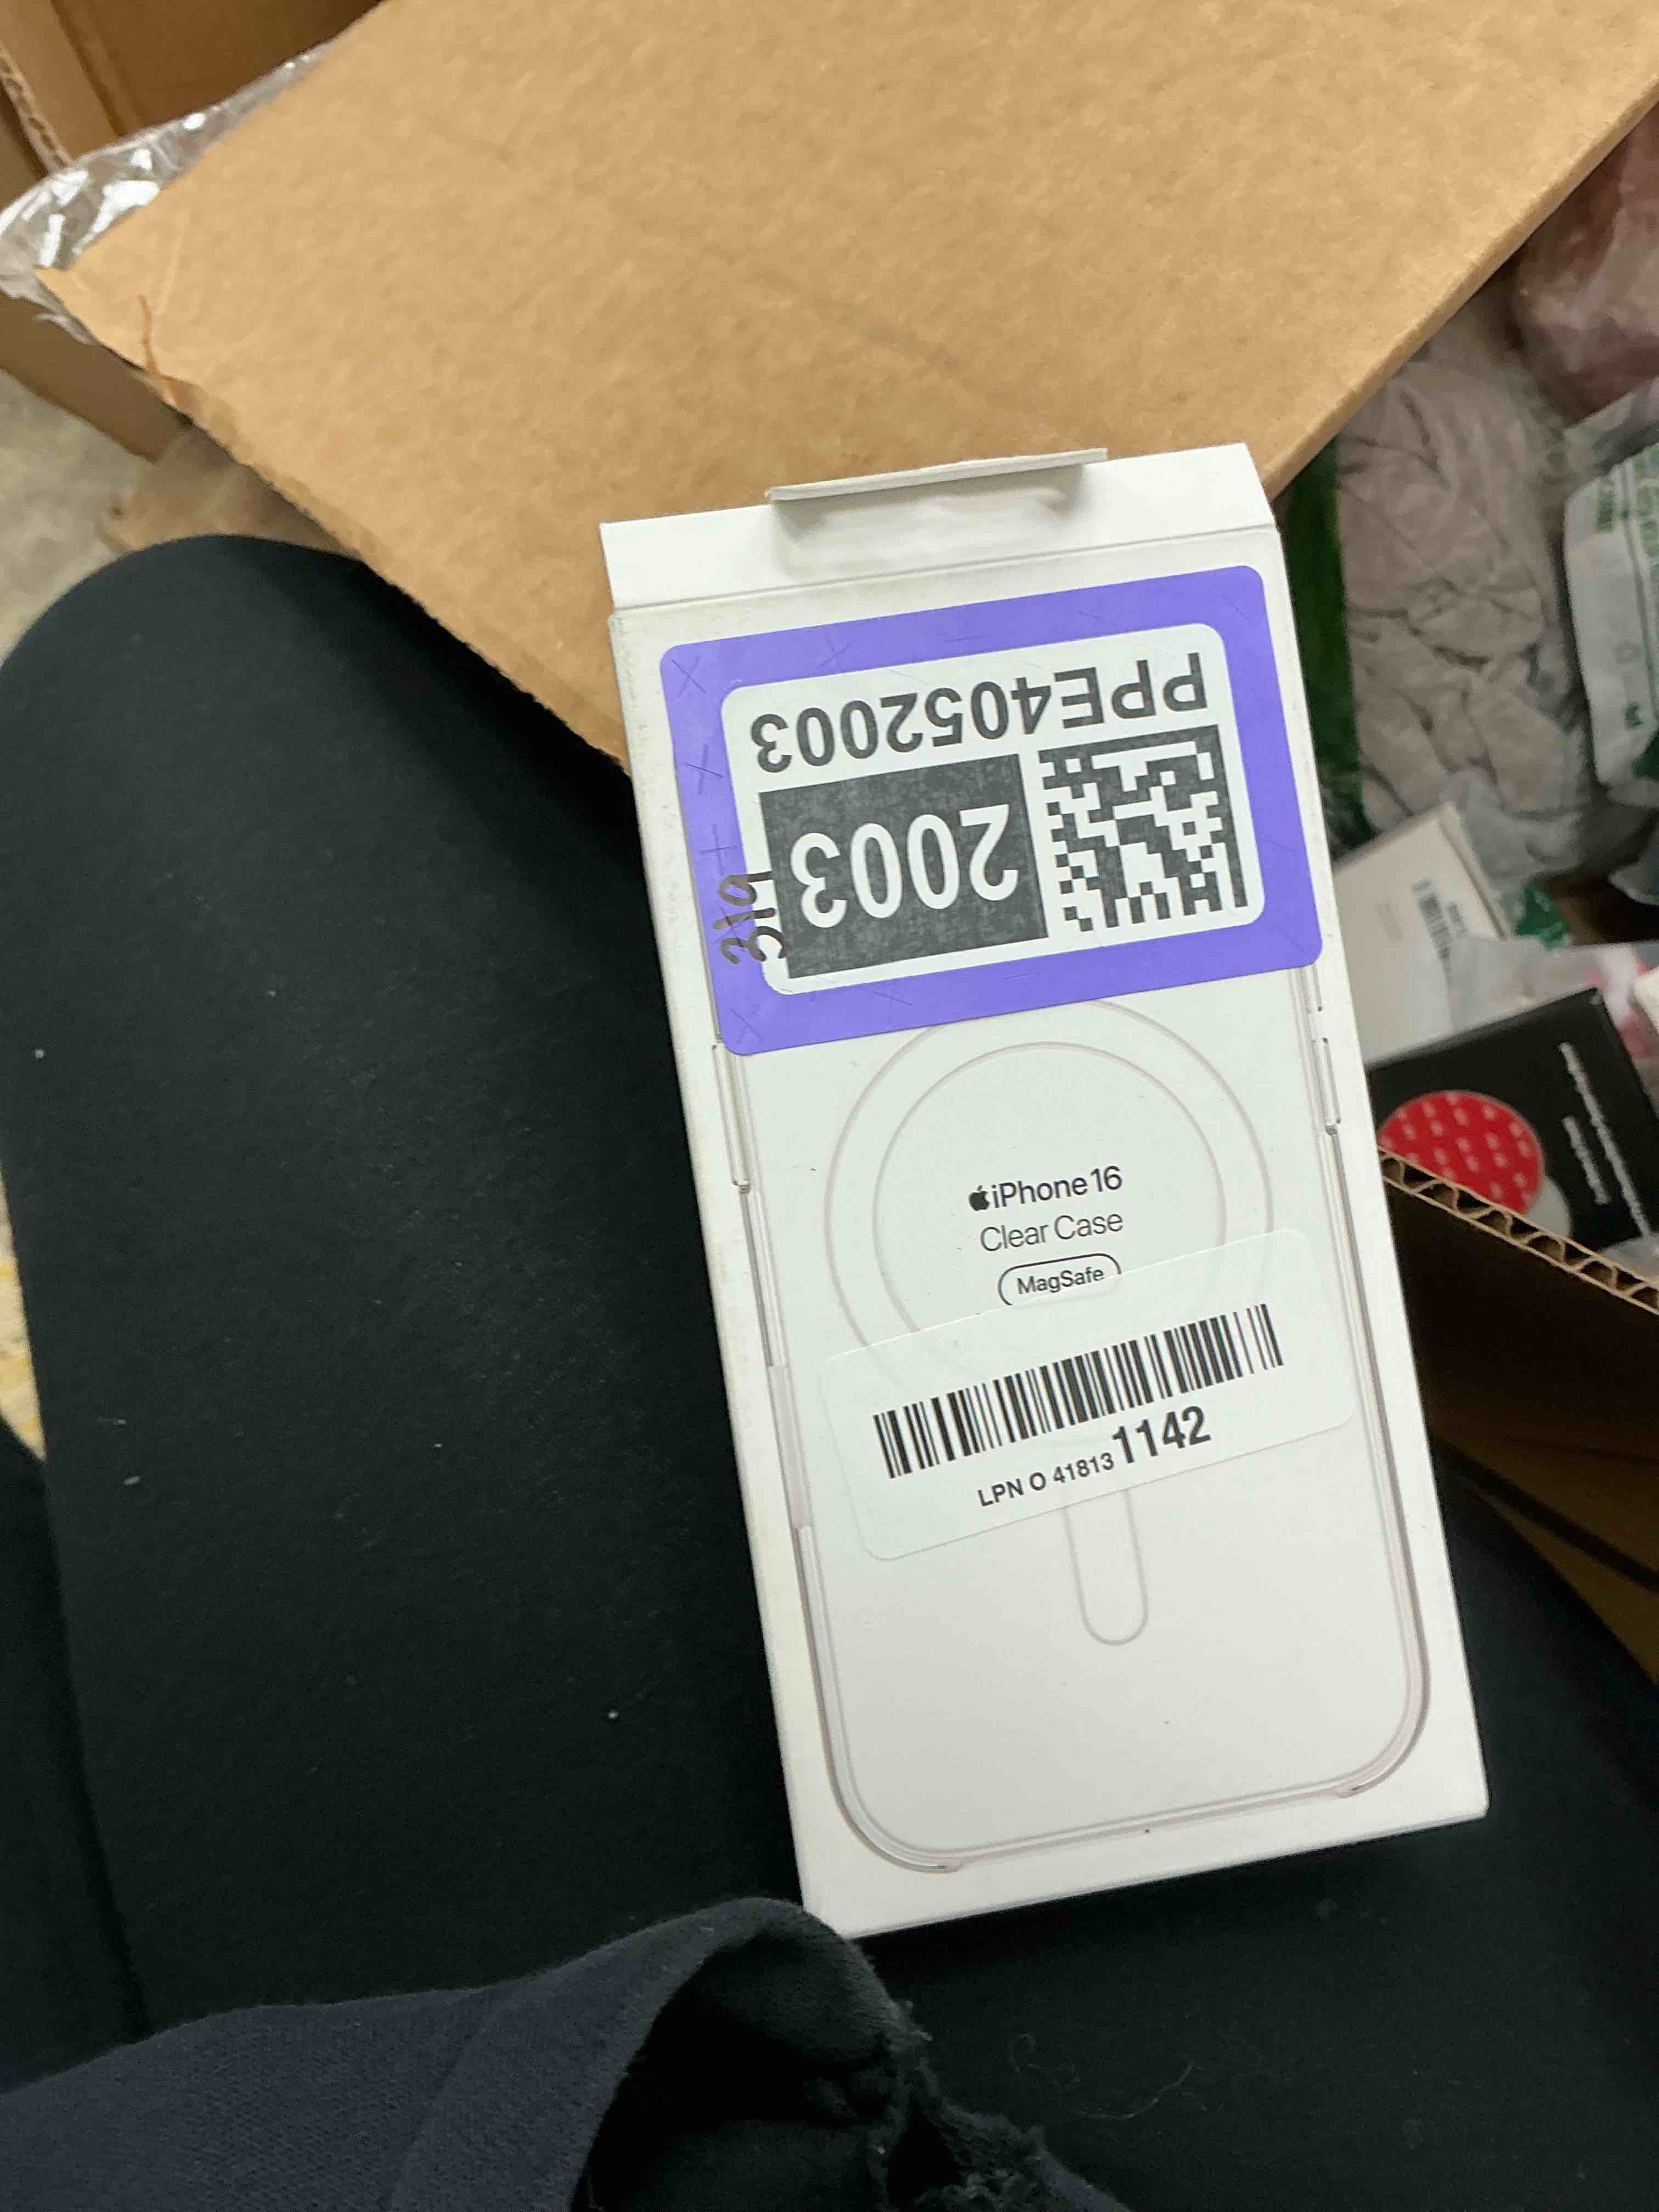 PPE4052003
2003
319
iPhone 16
Clear Case
MagSafe
LPN O 41813 1142